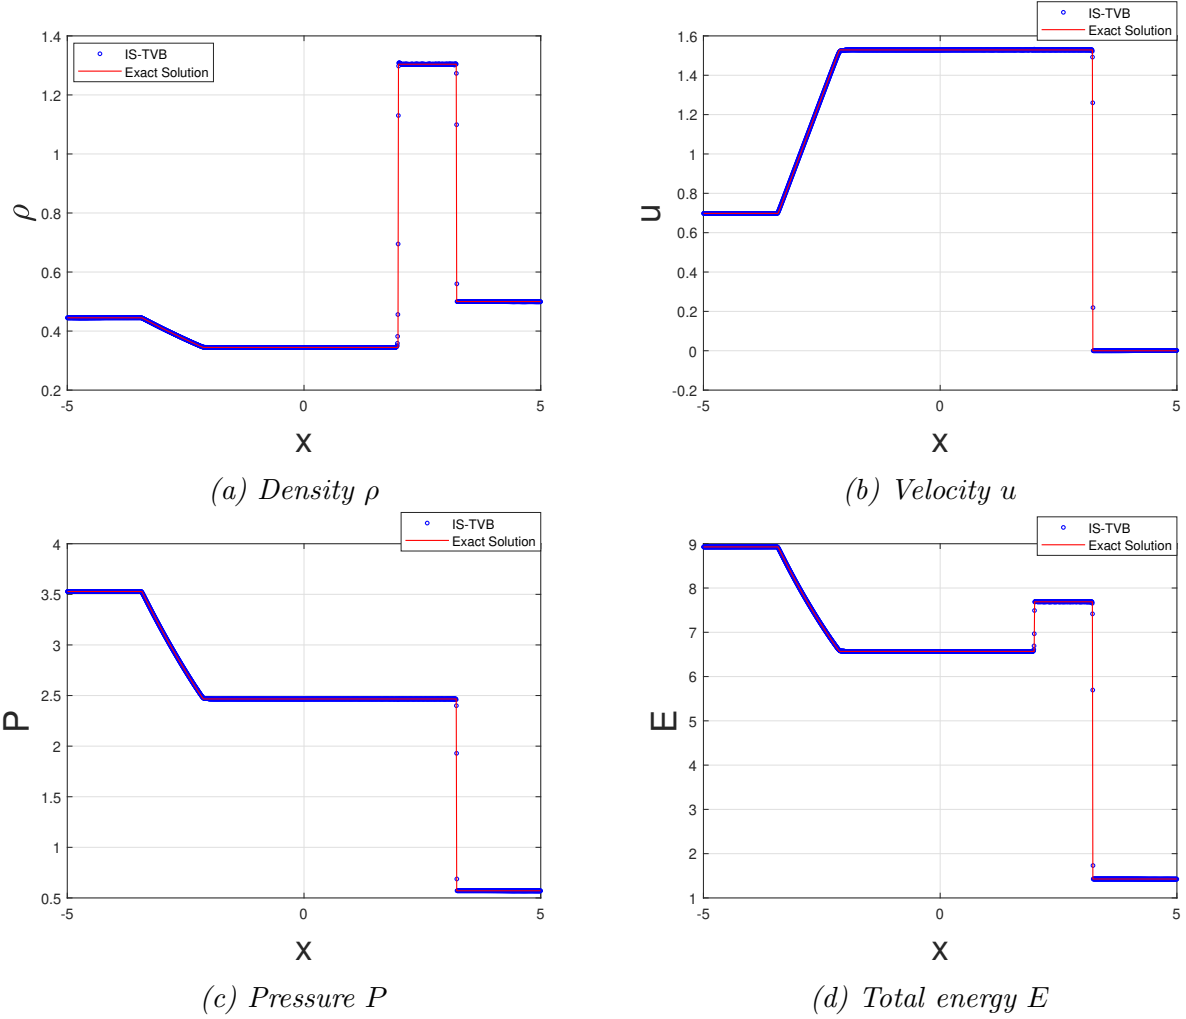 1.4
1.2
1
0.8
0.6
0.4
0.2
-5
0
5
IS-TVB
Exact Solution
ρ
x
(a) Density ρ
1.6
1.4
1.2
1
0.8
0.6
0.4
0.2
0
-0.2
-5
0
5
IS-TVB
Exact Solution
u
x
(b) Velocity u
4
3.5
3
2.5
2
1.5
1
0.5
-5
0
5
IS-TVB
Exact Solution
P
x
(c) Pressure P
9
8
7
6
5
4
3
2
1
-5
0
5
IS-TVB
Exact Solution
E
x
(d) Total energy E